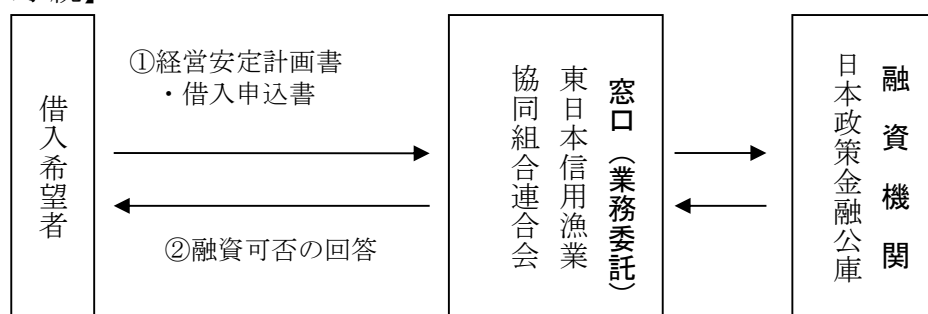 借入希望者
①経営安定計画書
・借入申込書
②融資可否の回答
窓口（業務委託）
東日本信用漁業
協同組合連合会
融資機関
日本政策金融公庫